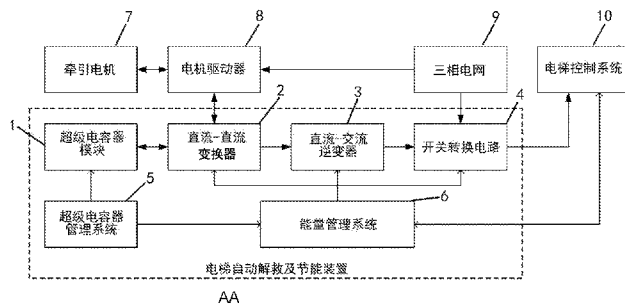 7
8
9
10
牵引电机
电机驱动器
三相电网
电梯控制系统
2
3
4
1
超级电容器
模块
直流-直流
变换器
直流-交流
逆变器
开关转换电路
5
6
超级电容器
管理系统
能量管理系统
电梯自动解救及节能装置
AA